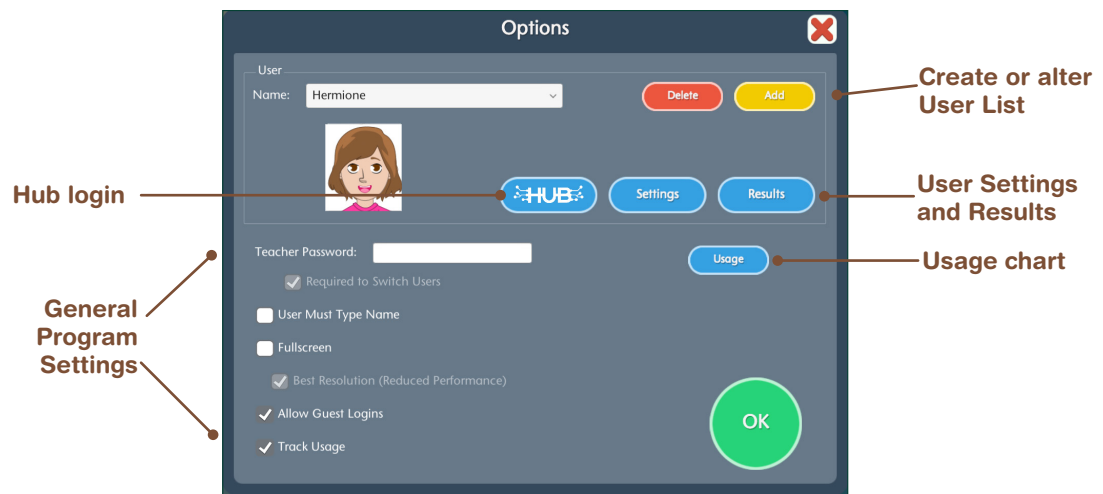 Options
User
Name:
Hermione
Delete
Add
Create or alter
User List
Hub login
HUB
Settings
Results
User Settings
and Results
Teacher Password:
Usage
Usage chart
Required to Switch Users
General
Program
Settings
User Must Type Name
Fullscreen
Best Resolution (Reduced Performance)
Allow Guest Logins
OK
Track Usage